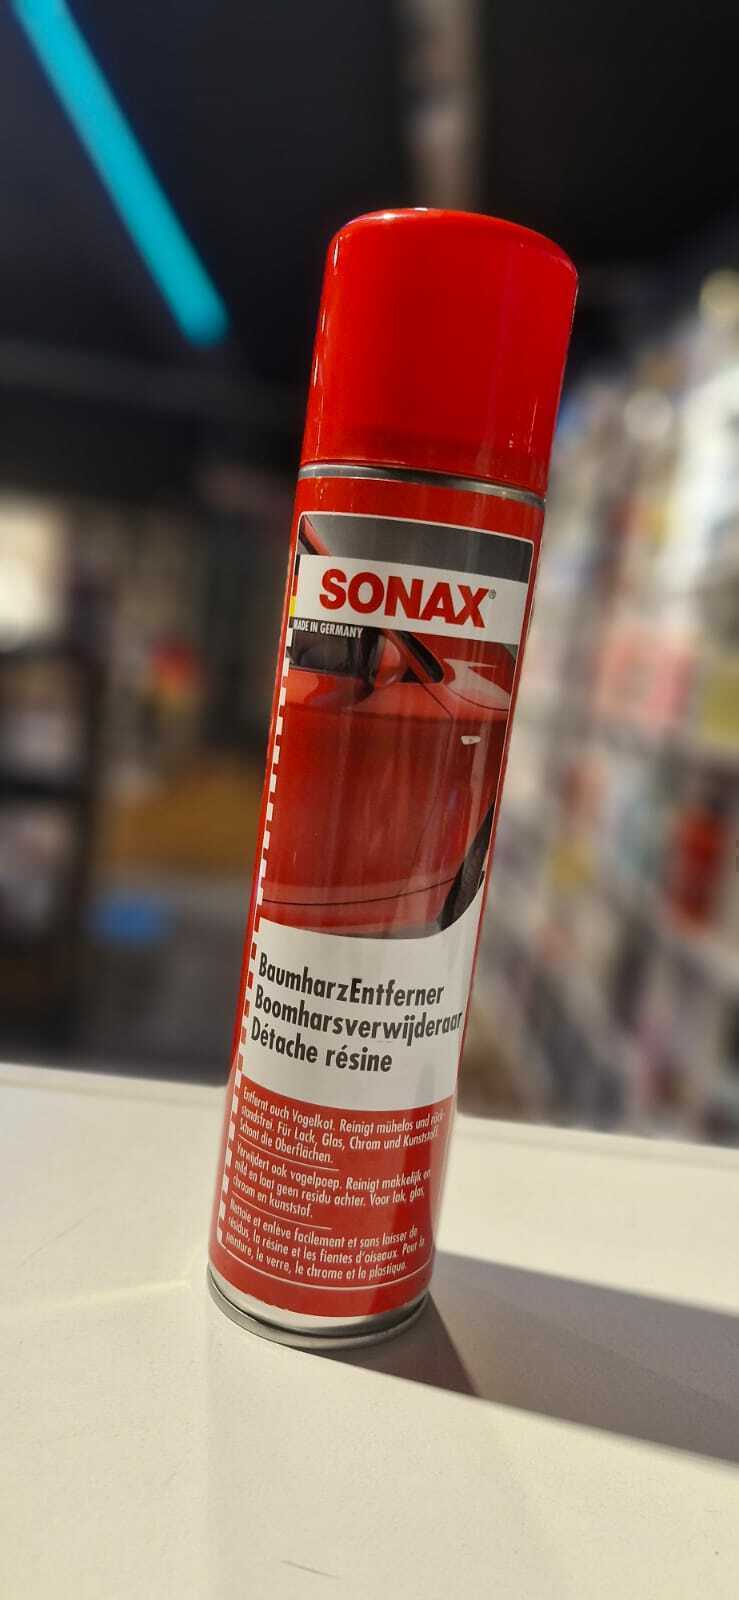 SONAX®
MADE IN GERMANY
BaumharzEntferner
Boomharsverwijderaar
Détache résine
Entfernt auch Vogelkot. Reinigt mühelos und rück-
standsfrei. Für Lack, Glas, Chrom und Kunststoff.
Schont die Oberflächen.
Verwijdert ook vogelpoep. Reinigt makkelijk en
mild en laat geen residu achter. Voor lak, glas,
chroom en kunststof.
Nettoie et enlève facilement et sans laisser de
résidus, la résine et les fientes d'oiseaux. Pour la
peinture, le verre, le chrome et le plastique.